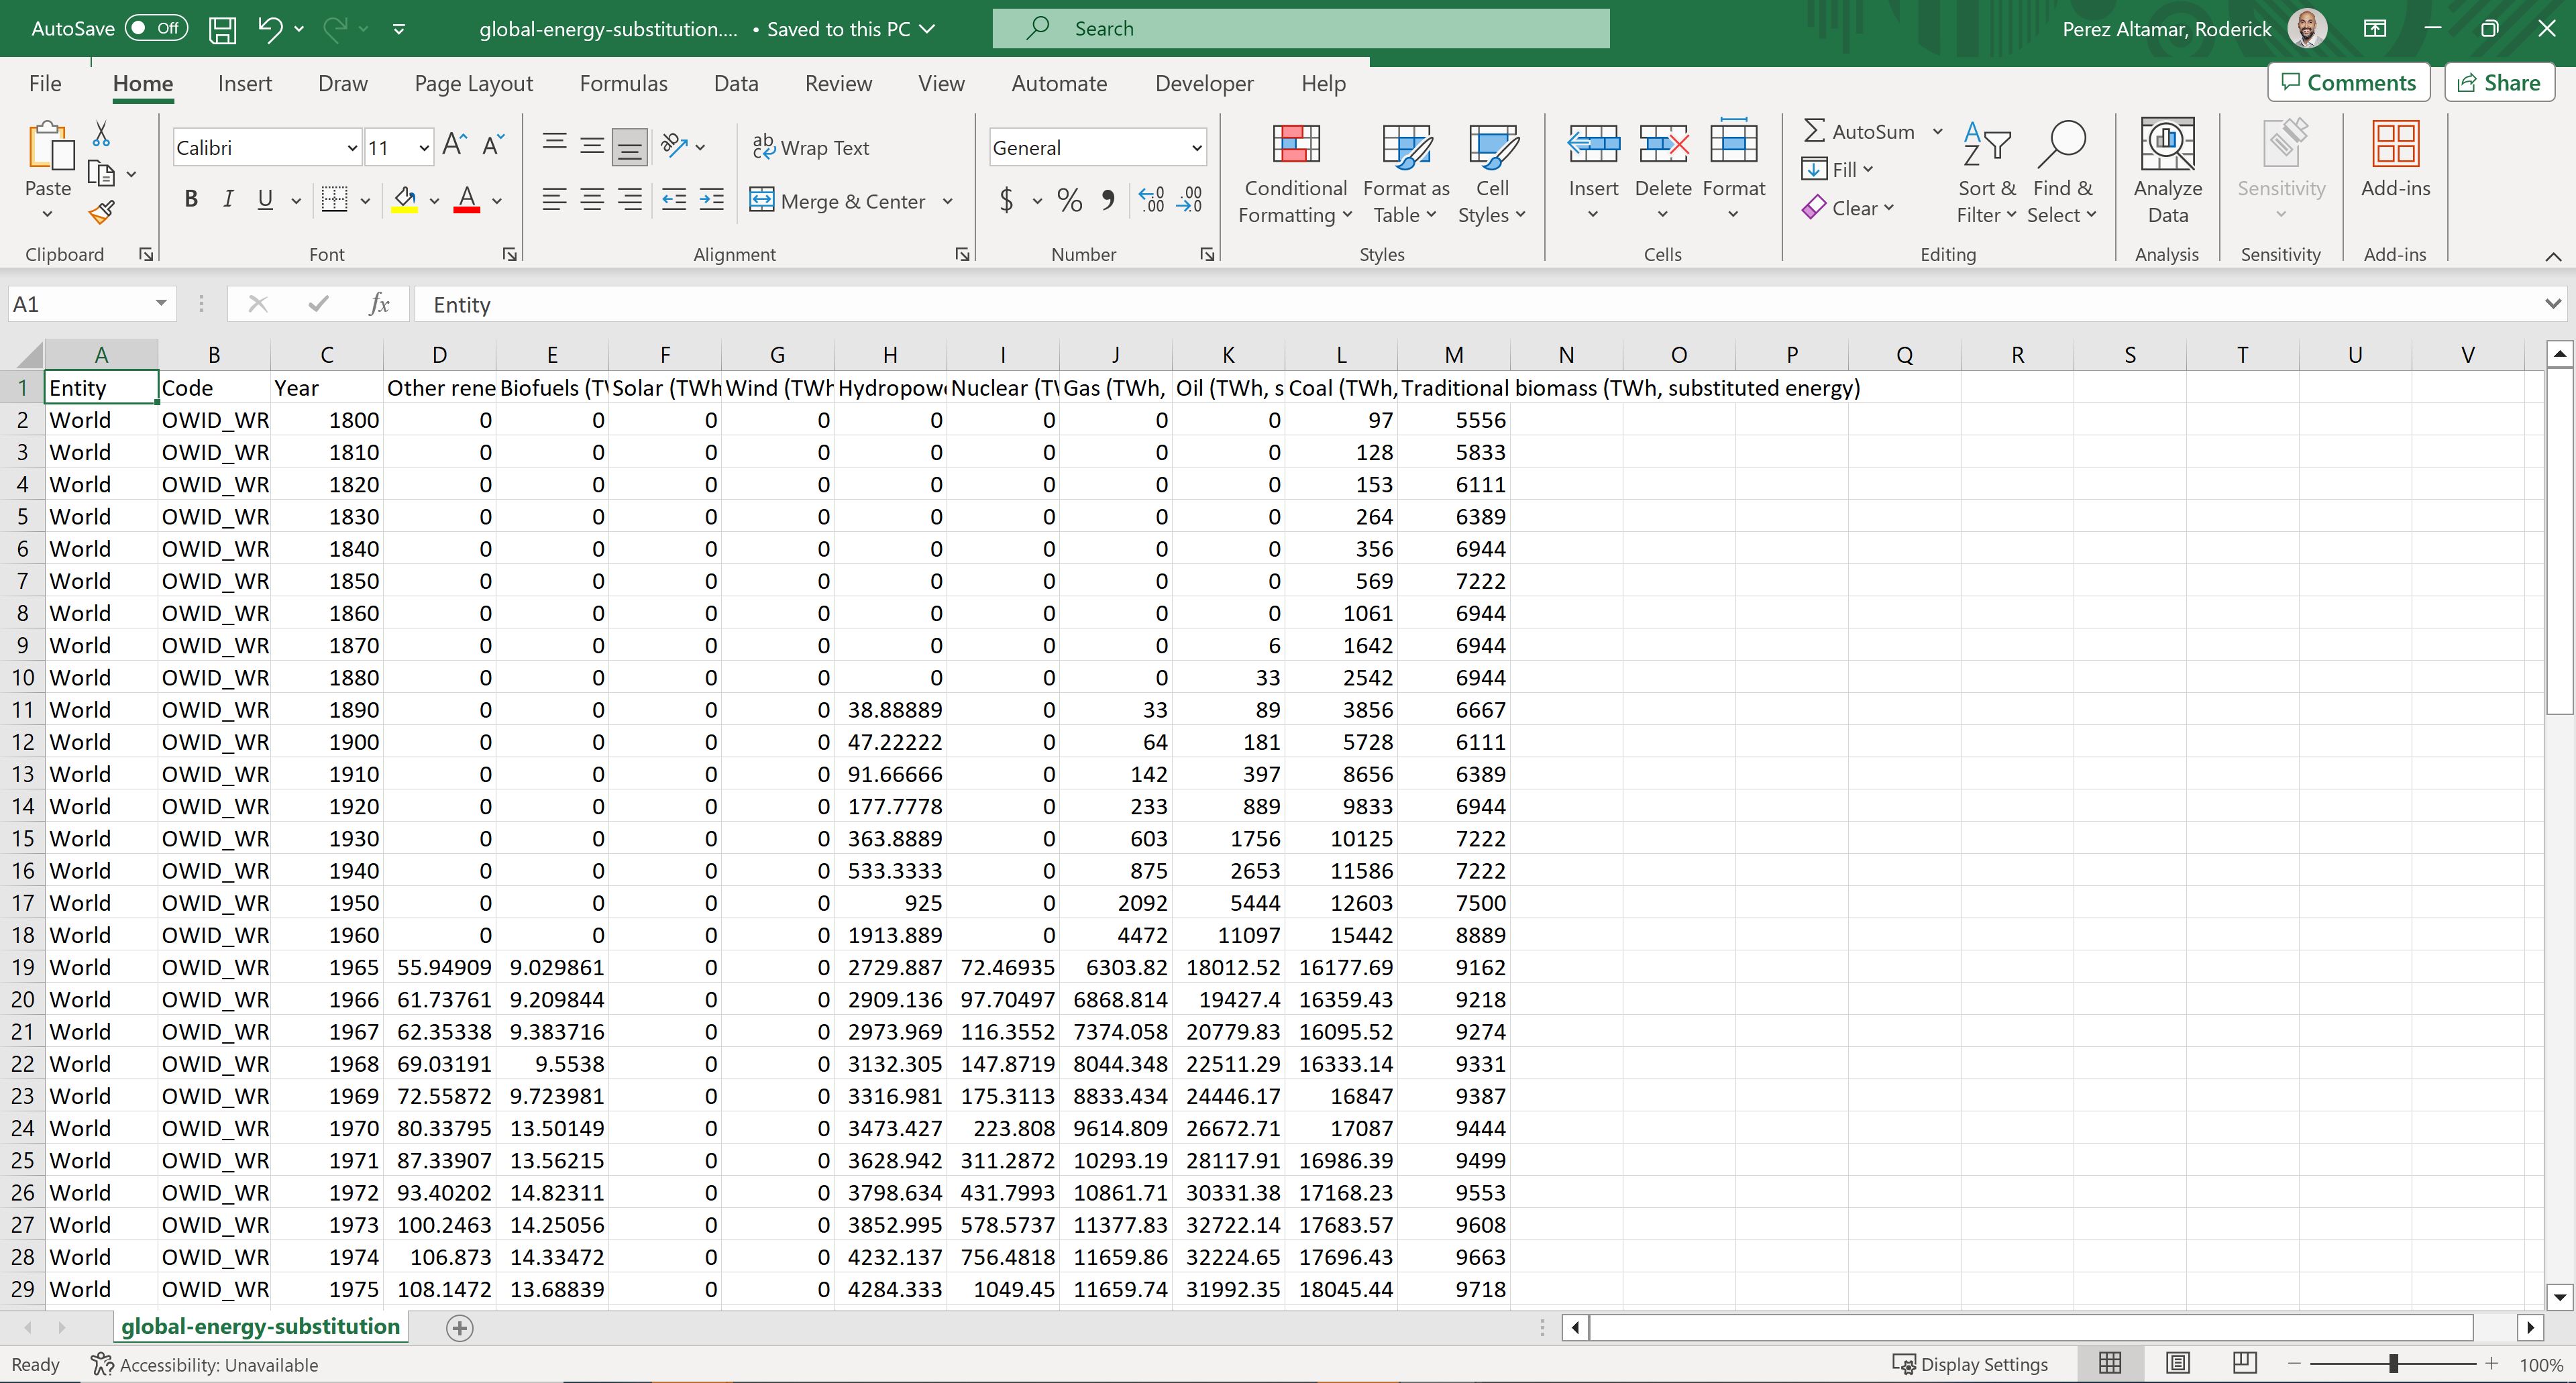 AutoSave Off global-energy-substitution.... • Saved to this PC Search Perez Altamar, Roderick
File Home Insert Draw Page Layout Formulas Data Review View Automate Developer Help Comments Share
Paste
Clipboard
Calibri 11
B I U
Font
Wrap Text
Merge & Center
Alignment
General
$ % , .00 .00
Number
Conditional Formatting
Format as Table
Cell Styles
Styles
Insert Delete Format
Cells
AutoSum
Fill
Clear
Sort & Filter
Find & Select
Editing
Analyze Data
Analysis
Sensitivity
Sensitivity
Add-ins
Add-ins
A1 fx Entity
A B C D E F G H I J K L M N O P Q R S T U V
1 Entity Code Year Other rene Biofuels (TV Solar (TWh Wind (TWh Hydropowe Nuclear (TV Gas (TWh, Oil (TWh, s Coal (TWh, Traditional biomass (TWh, substituted energy)
2 World OWID_WR 1800 0 0 0 0 0 0 0 0 97 5556
3 World OWID_WR 1810 0 0 0 0 0 0 0 0 128 5833
4 World OWID_WR 1820 0 0 0 0 0 0 0 0 153 6111
5 World OWID_WR 1830 0 0 0 0 0 0 0 0 264 6389
6 World OWID_WR 1840 0 0 0 0 0 0 0 0 356 6944
7 World OWID_WR 1850 0 0 0 0 0 0 0 0 569 7222
8 World OWID_WR 1860 0 0 0 0 0 0 0 0 1061 6944
9 World OWID_WR 1870 0 0 0 0 0 0 0 6 1642 6944
10 World OWID_WR 1880 0 0 0 0 0 0 0 33 2542 6944
11 World OWID_WR 1890 0 0 0 0 38.88889 0 33 89 3856 6667
12 World OWID_WR 1900 0 0 0 0 47.22222 0 64 181 5728 6111
13 World OWID_WR 1910 0 0 0 0 91.66666 0 142 397 8656 6389
14 World OWID_WR 1920 0 0 0 0 177.7778 0 233 889 9833 6944
15 World OWID_WR 1930 0 0 0 0 363.8889 0 603 1756 10125 7222
16 World OWID_WR 1940 0 0 0 0 533.3333 0 875 2653 11586 7222
17 World OWID_WR 1950 0 0 0 0 925 0 2092 5444 12603 7500
18 World OWID_WR 1960 0 0 0 0 1913.889 0 4472 11097 15442 8889
19 World OWID_WR 1965 55.94909 9.029861 0 0 2729.887 72.46935 6303.82 18012.52 16177.69 9162
20 World OWID_WR 1966 61.73761 9.209844 0 0 2909.136 97.70497 6868.814 19427.4 16359.43 9218
21 World OWID_WR 1967 62.35338 9.383716 0 0 2973.969 116.3552 7374.058 20779.83 16095.52 9274
22 World OWID_WR 1968 69.03191 9.5538 0 0 3132.305 147.8719 8044.348 22511.29 16333.14 9331
23 World OWID_WR 1969 72.55872 9.723981 0 0 3316.981 175.3113 8833.434 24446.17 16847 9387
24 World OWID_WR 1970 80.33795 13.50149 0 0 3473.427 223.808 9614.809 26672.71 17087 9444
25 World OWID_WR 1971 87.33907 13.56215 0 0 3628.942 311.2872 10293.19 28117.91 16986.39 9499
26 World OWID_WR 1972 93.40202 14.82311 0 0 3798.634 431.7993 10861.71 30331.38 17168.23 9553
27 World OWID_WR 1973 100.2463 14.25056 0 0 3852.995 578.5737 11377.83 32722.14 17683.57 9608
28 World OWID_WR 1974 106.873 14.33472 0 0 4232.137 756.4818 11659.86 32224.65 17696.43 9663
29 World OWID_WR 1975 108.1472 13.68839 0 0 4284.333 1049.45 11659.74 31992.35 18045.44 9718
global-energy-substitution
Ready Accessibility: Unavailable Display Settings 100%